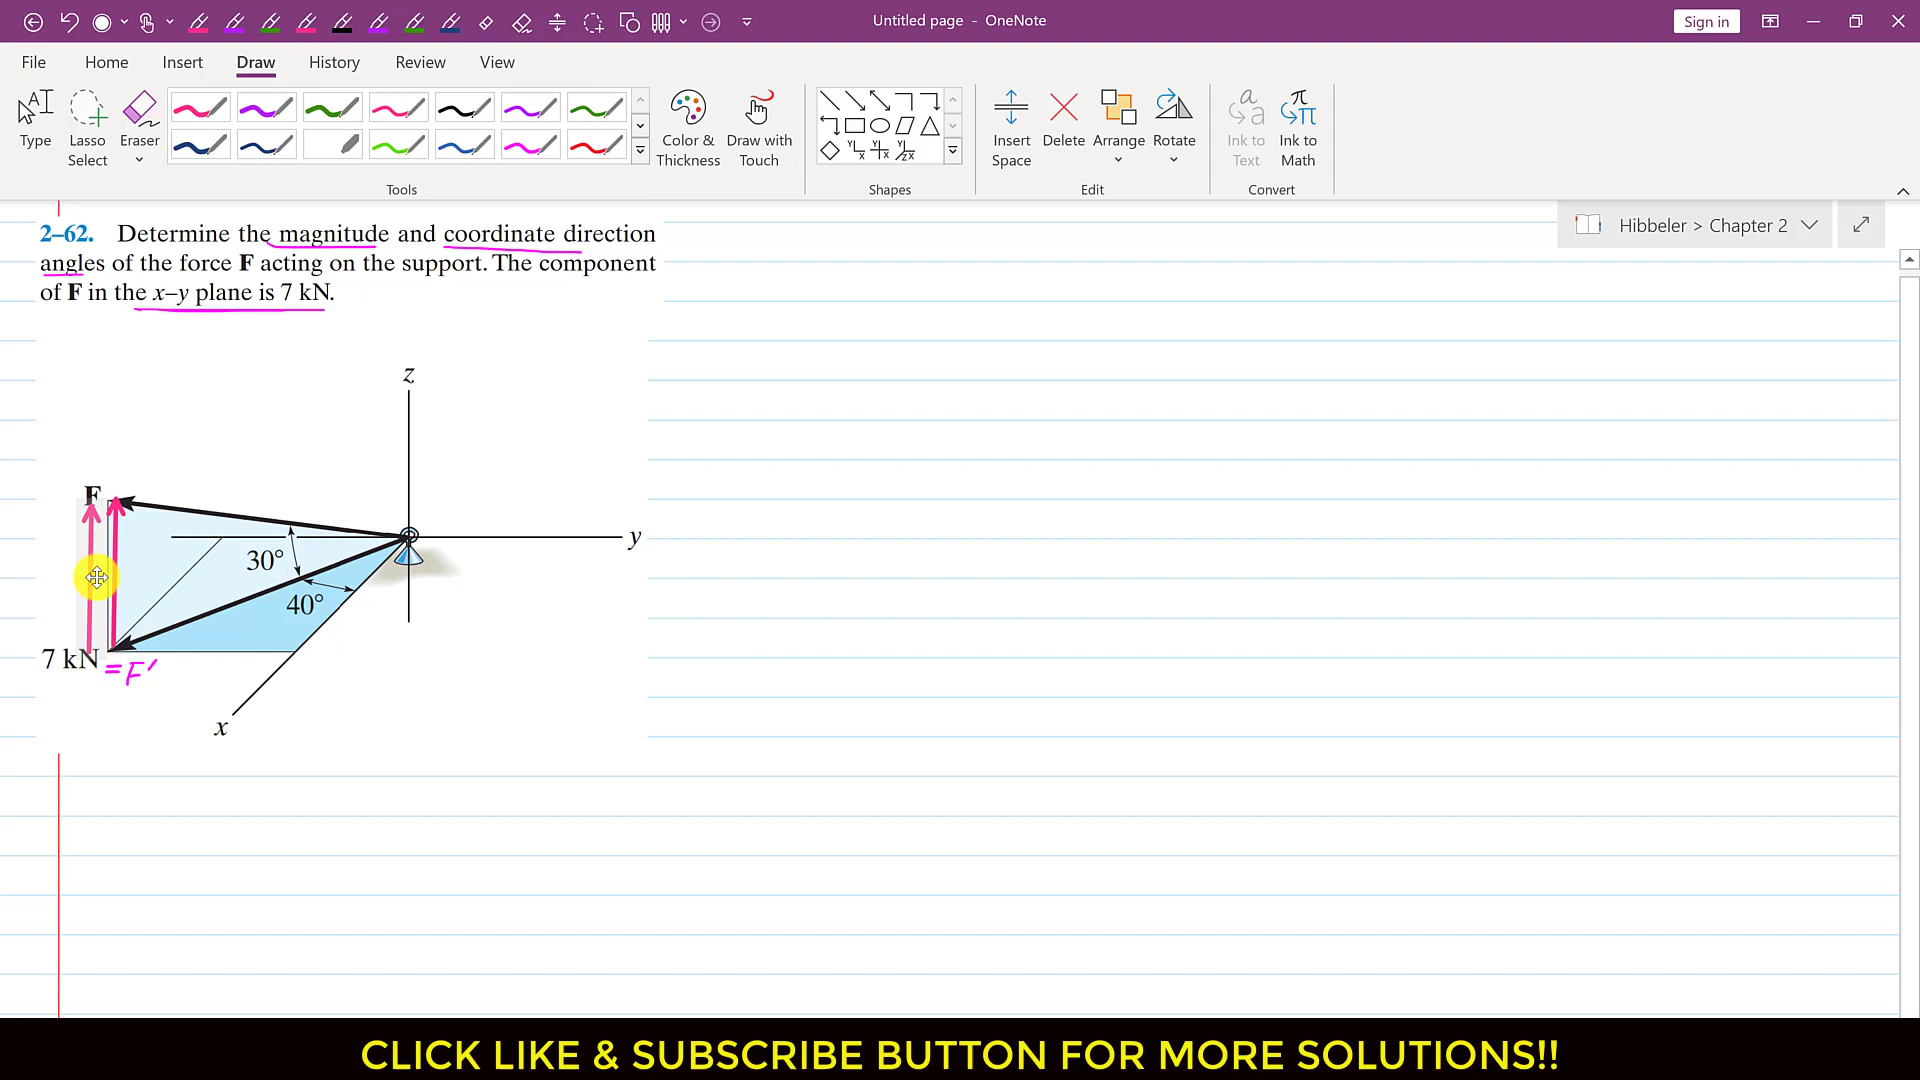 Untitled page - OneNote
Sign in
File Home Insert Draw History Review View
Type
Lasso Select
Eraser
Color & Thickness
Draw with Touch
Insert Space
Delete
Arrange
Rotate
Ink to Text
Ink to Math
Tools
Shapes
Edit
Convert
Hibbeler > Chapter 2
2–62. Determine the magnitude and coordinate direction
angles of the force F acting on the support. The component
of F in the x–y plane is 7 kN.
z
F
y
30°
40°
7 kN = F'
x
CLICK LIKE & SUBSCRIBE BUTTON FOR MORE SOLUTIONS!!